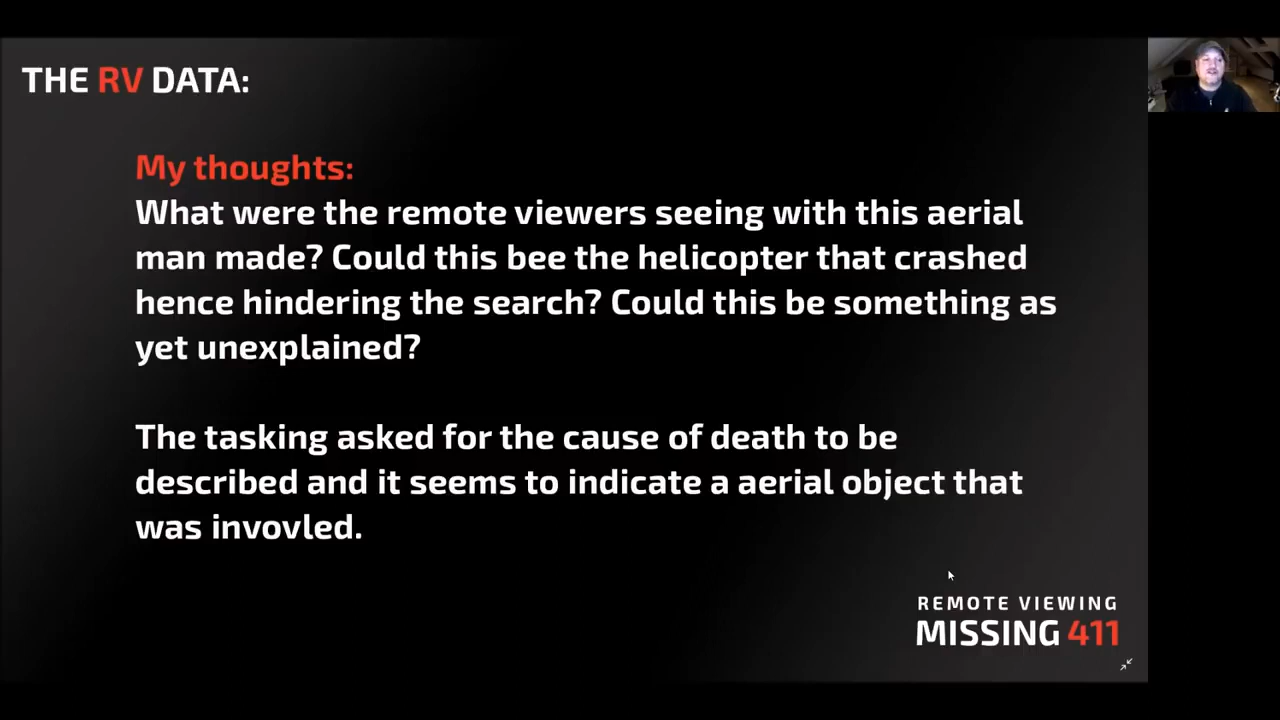 THE RV DATA:
My thoughts:
What were the remote viewers seeing with this aerial
man made? Could this bee the helicopter that crashed
hence hindering the search? Could this be something as
yet unexplained?
The tasking asked for the cause of death to be
described and it seems to indicate a aerial object that
was invovled.
REMOTE VIEWING
MISSING 411